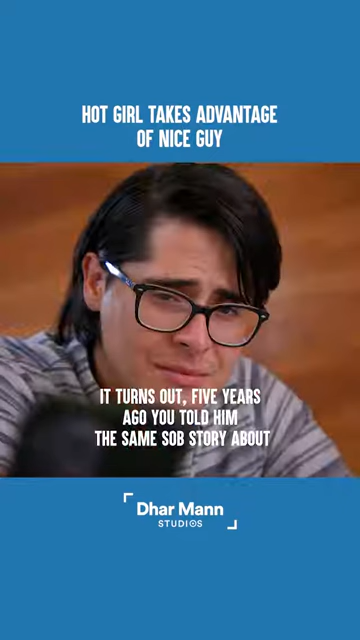 HOT GIRL TAKES ADVANTAGE
OF NICE GUY
IT TURNS OUT, FIVE YEARS
AGO YOU TOLD HIM
THE SAME SOB STORY ABOUT
Dhar Mann
STUDIOS